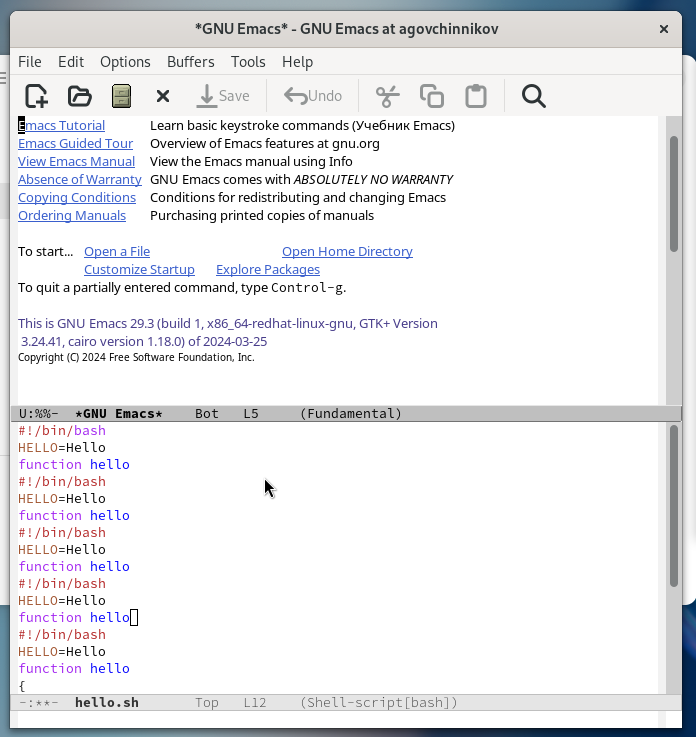 *GNU Emacs* - GNU Emacs at agovchinnikov
File Edit Options Buffers Tools Help
Save Undo
Emacs Tutorial Learn basic keystroke commands (Учебник Emacs)
Emacs Guided Tour Overview of Emacs features at gnu.org
View Emacs Manual View the Emacs manual using Info
Absence of Warranty GNU Emacs comes with ABSOLUTELY NO WARRANTY
Copying Conditions Conditions for redistributing and changing Emacs
Ordering Manuals Purchasing printed copies of manuals
To start... Open a File Open Home Directory
Customize Startup Explore Packages
To quit a partially entered command, type Control-g.
This is GNU Emacs 29.3 (build 1, x86_64-redhat-linux-gnu, GTK+ Version
3.24.41, cairo version 1.18.0) of 2024-03-25
Copyright (C) 2024 Free Software Foundation, Inc.
U:%%- *GNU Emacs* Bot L5 (Fundamental)
#!/bin/bash
HELLO=Hello
function hello
#!/bin/bash
HELLO=Hello
function hello
#!/bin/bash
HELLO=Hello
function hello
#!/bin/bash
HELLO=Hello
function hello
#!/bin/bash
HELLO=Hello
function hello
{
-:**- hello.sh Top L12 (Shell-script[bash])